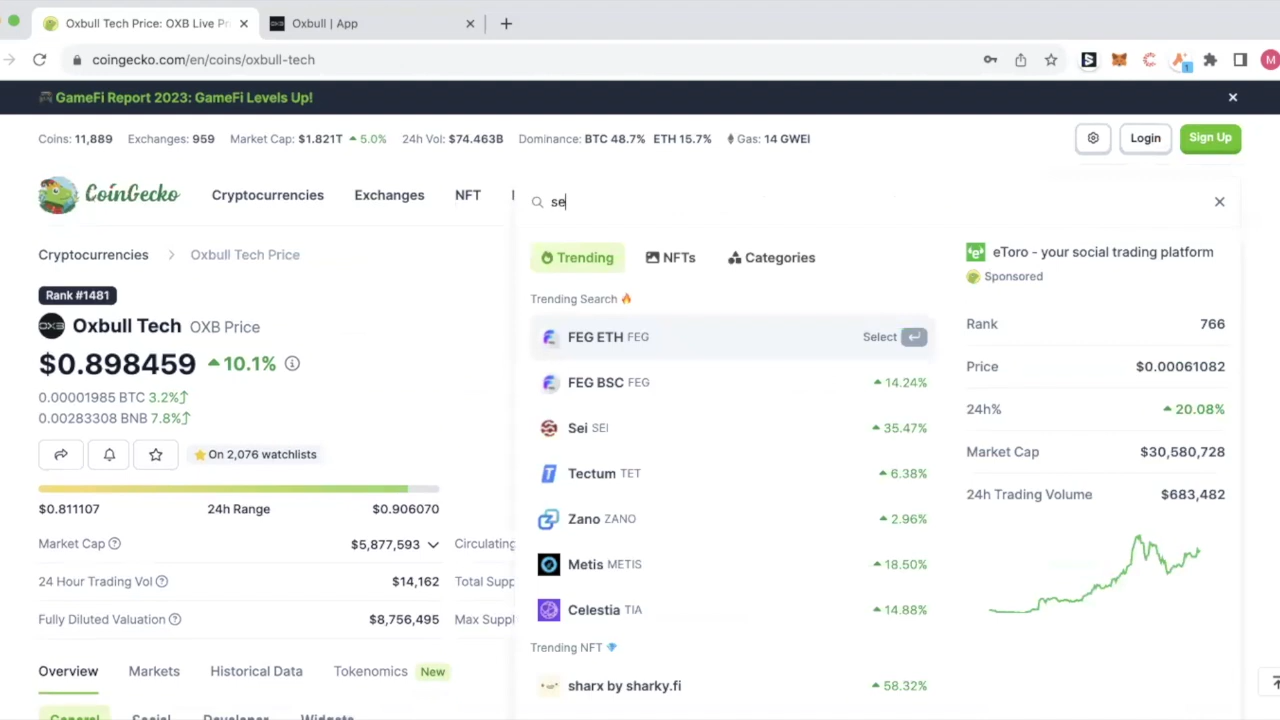 Oxbull Tech Price: OXB Live Pr
Oxbull | App
coingecko.com/en/coins/oxbull-tech
1
M
GameFi Report 2023: GameFi Levels Up!
Coins: 11,889 Exchanges: 959 Market Cap: $1.821T 5.0% 24h Vol: $74.463B Dominance: BTC 48.7% ETH 15.7% Gas: 14 GWEI
Login
Sign Up
CoinGecko
Cryptocurrencies Exchanges NFT
se
Cryptocurrencies Oxbull Tech Price
Rank #1481
Oxbull Tech OXB Price
$0.898459 10.1%
0.00001985 BTC 3.2%
0.00283308 BNB 7.8%
On 2,076 watchlists
$0.811107 24h Range $0.906070
Market Cap $5,877,593
Circulating
24 Hour Trading Vol $14,162
Total Supp
Fully Diluted Valuation $8,756,495
Max Suppl
Overview Markets Historical Data Tokenomics New
General Social Developer Widgets
Trending NFTs Categories
Trending Search
FEG ETH FEG Select
FEG BSC FEG 14.24%
Sei SEI 35.47%
Tectum TET 6.38%
Zano ZANO 2.96%
Metis METIS 18.50%
Celestia TIA 14.88%
Trending NFT
sharx by sharky.fi 58.32%
eToro - your social trading platform
Sponsored
Rank 766
Price $0.00061082
24h% 20.08%
Market Cap $30,580,728
24h Trading Volume $683,482